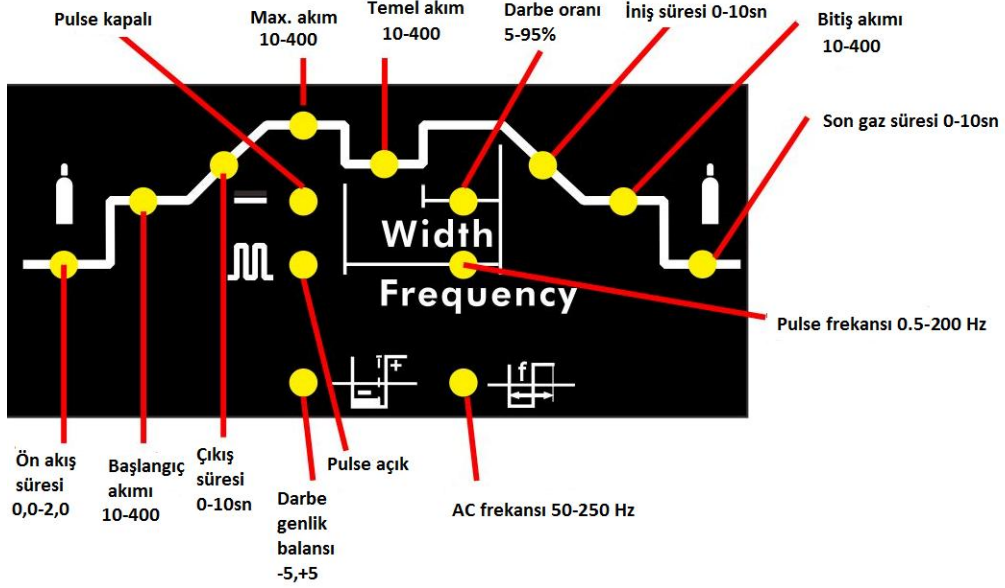 Pulse kapalı
Max. akım
10-400
Temel akım
10-400
Darbe oranı
5-95%
İniş süresi 0-10sn
Bitiş akımı
10-400
Son gaz süresi 0-10sn
Width
Frequency
Pulse frekansı 0.5-200 Hz
+
-
f
Ön akış
süresi
0,0-2,0
Başlangıç
akımı
10-400
Çıkış
süresi
0-10sn
Darbe
genlik
balansı
-5,+5
Pulse açık
AC frekansı 50-250 Hz